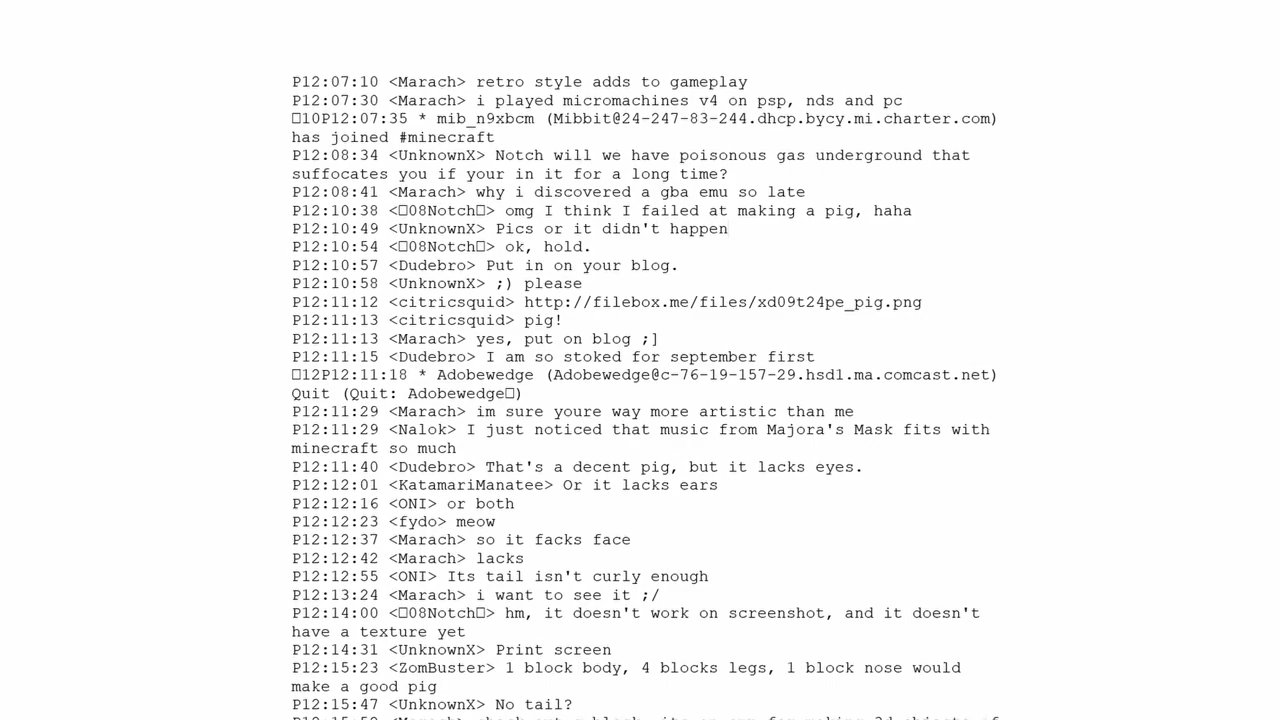 P12:07:10 <Marach> retro style adds to gameplay
P12:07:30 <Marach> i played micromachines v4 on psp, nds and pc
□10P12:07:35 * mib_n9xbcm (Mibbit@24-247-83-244.dhcp.bycy.mi.charter.com)
has joined #minecraft
P12:08:34 <UnknownX> Notch will we have poisonous gas underground that
suffocates you if your in it for a long time?
P12:08:41 <Marach> why i discovered a gba emu so late
P12:10:38 <□08Notch□> omg I think I failed at making a pig, haha
P12:10:49 <UnknownX> Pics or it didn't happen
P12:10:54 <□08Notch□> ok, hold.
P12:10:57 <Dudebro> Put in on your blog.
P12:10:58 <UnknownX> ;) please
P12:11:12 <citricsquid> http://filebox.me/files/xd09t24pe_pig.png
P12:11:13 <citricsquid> pig!
P12:11:13 <Marach> yes, put on blog ;]
P12:11:15 <Dudebro> I am so stoked for september first
□12P12:11:18 * Adobewedge (Adobewedge@c-76-19-157-29.hsd1.ma.comcast.net)
Quit (Quit: Adobewedge□)
P12:11:29 <Marach> im sure youre way more artistic than me
P12:11:29 <Nalok> I just noticed that music from Majora's Mask fits with
minecraft so much
P12:11:40 <Dudebro> That's a decent pig, but it lacks eyes.
P12:12:01 <KatamariManatee> Or it lacks ears
P12:12:16 <ONI> or both
P12:12:23 <fydo> meow
P12:12:37 <Marach> so it facks face
P12:12:42 <Marach> lacks
P12:12:55 <ONI> Its tail isn't curly enough
P12:13:24 <Marach> i want to see it ;/
P12:14:00 <□08Notch□> hm, it doesn't work on screenshot, and it doesn't
have a texture yet
P12:14:31 <UnknownX> Print screen
P12:15:23 <ZomBuster> 1 block body, 4 blocks legs, 1 block nose would
make a good pig
P12:15:47 <UnknownX> No tail?